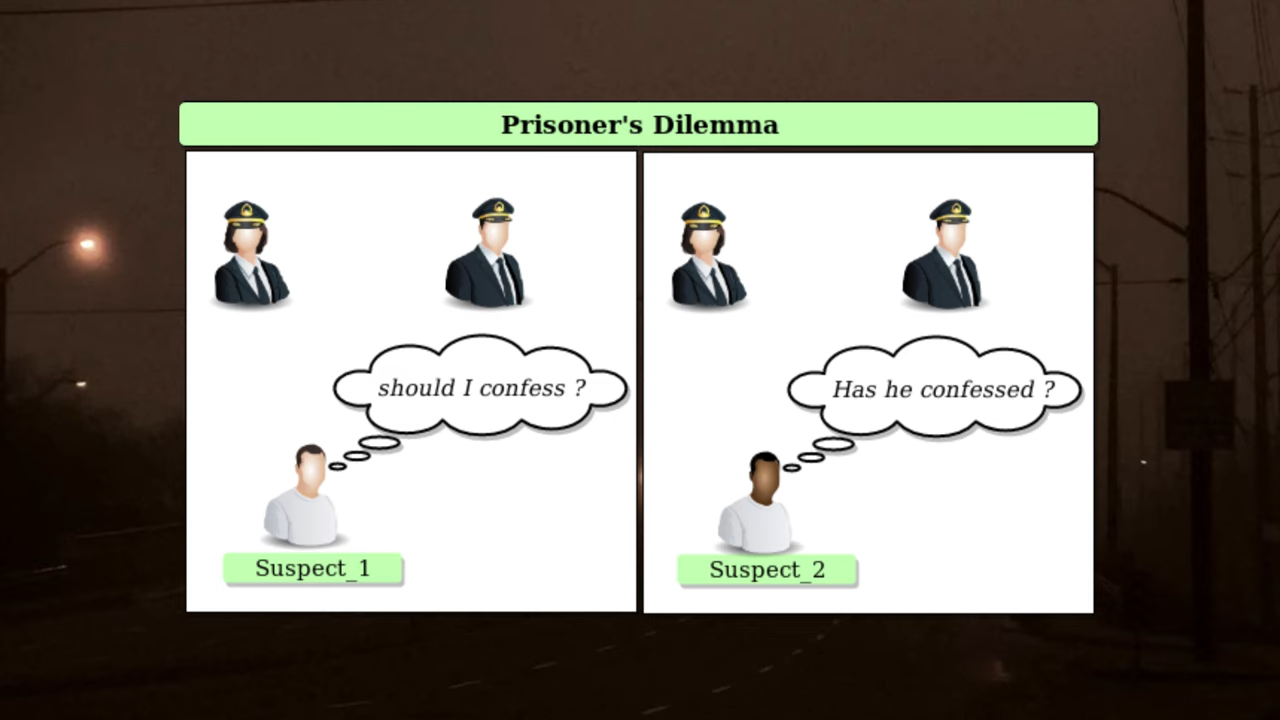 Prisoner's Dilemma
should I confess ?
Has he confessed ?
Suspect_1
Suspect_2